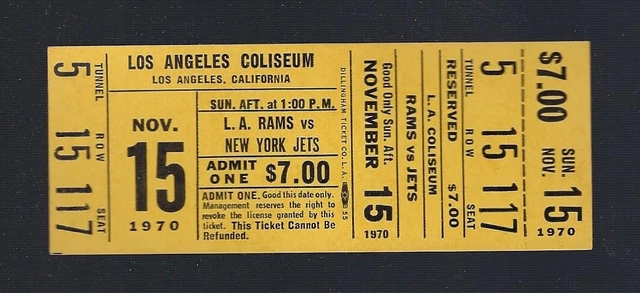 TUNNEL ROW SEAT
5 15 117
LOS ANGELES COLISEUM
LOS ANGELES, CALIFORNIA
NOV.
15
1970
SUN. AFT. at 1:00 P.M.
L.A. RAMS vs
NEW YORK JETS
ADMIT
ONE $7.00
ADMIT ONE. Good this date only.
Management reserves the right to
revoke the license granted by this
ticket. This Ticket Cannot Be
Refunded.
DILLINGHAM TICKET CO. L.A. 55
Good Only Sun. Aft.
NOVEMBER 15
1970
RAMS vs JETS
L.A. COLISEUM
RESERVED $7.00
TUNNEL ROW SEAT
5 15 117
$7.00
SUN.
NOV. 15
1970